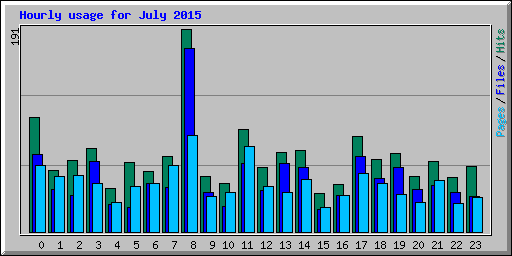 Hourly usage for July 2015
191
Pages / Files / Hits
0 1 2 3 4 5 6 7 8 9 10 11 12 13 14 15 16 17 18 19 20 21 22 23